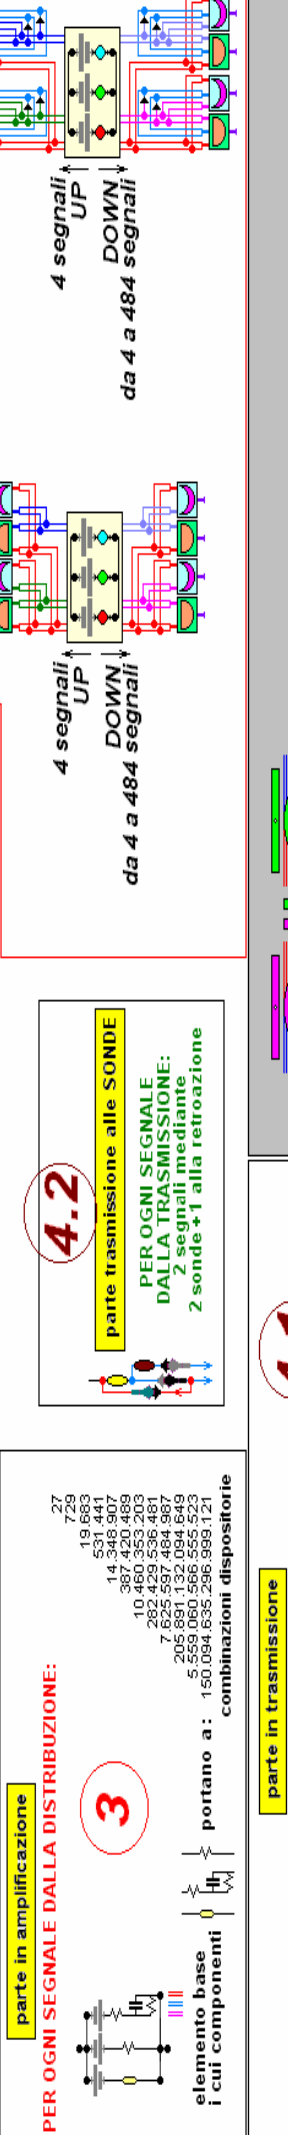 parte in amplificazione
PER OGNI SEGNALE DALLA DISTRIBUZIONE:
3
27
729
19.683
531.441
14.348.907
387.420.489
10.460.353.203
282.429.536.481
7.625.597.484.987
205.891.132.094.649
5.559.060.566.555.523
150.094.635.296.999.121
elemento base
i cui componenti
portano a:
combinazioni dispositorie
4.2
parte trasmissione alle SONDE
PER OGNI SEGNALE
DALLA TRASMISSIONE:
2 segnali mediante
2 sonde+1 alla retroazione
4 segnali
UP
DOWN
da 4 a 484 segnali
4 segnali
UP
DOWN
da 4 a 484 segnali
parte in trasmissione